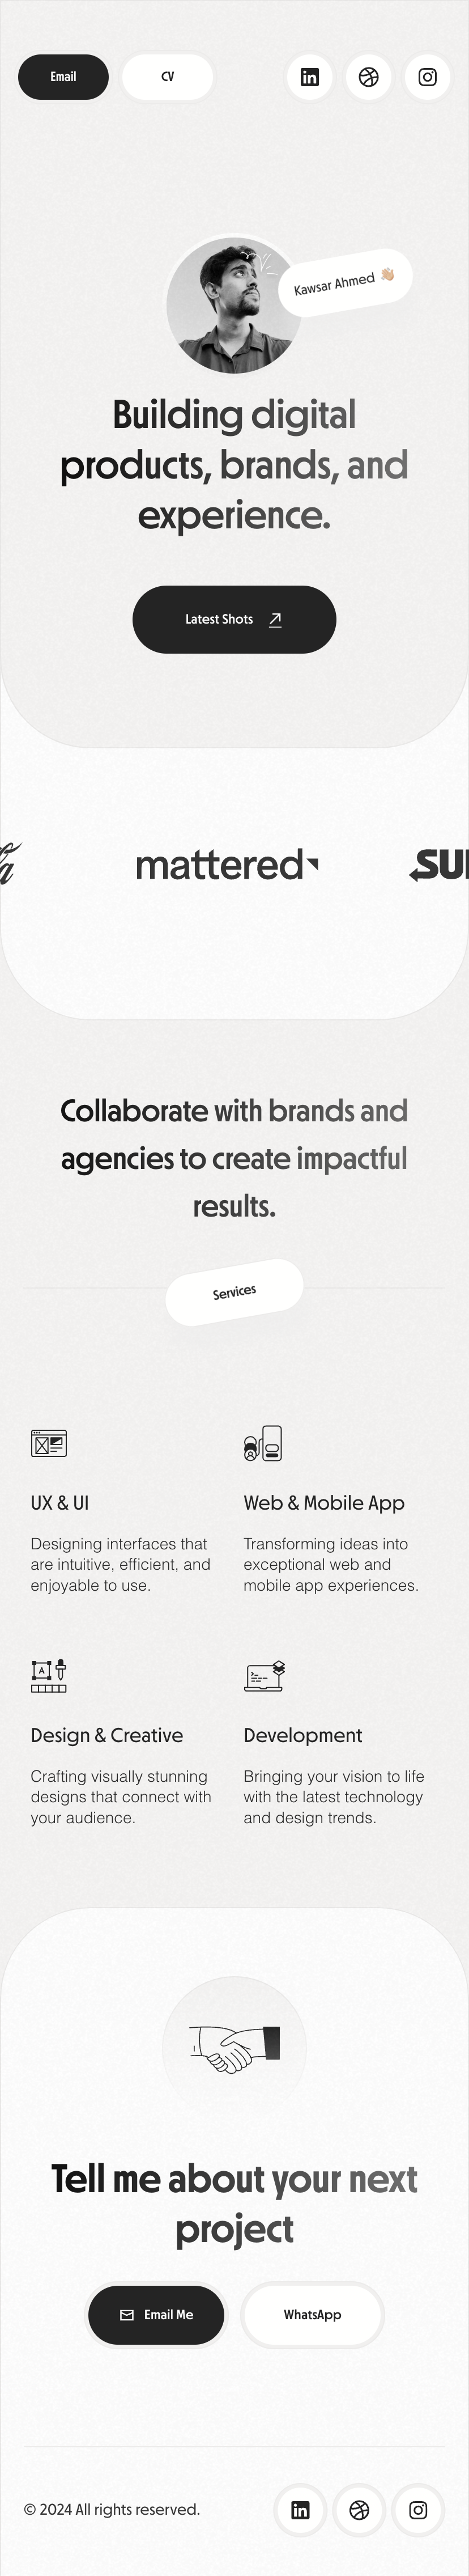 Email
CV
Kawsar Ahmed 👋🏼
Building digital
products, brands, and
experience.
Latest Shots
a
mattered
SU
Collaborate with brands and
agencies to create impactful
results.
Services
UX & UI
Designing interfaces that
are intuitive, efficient, and
enjoyable to use.
Web & Mobile App
Transforming ideas into
exceptional web and
mobile app experiences.
Design & Creative
Crafting visually stunning
designs that connect with
your audience.
Development
Bringing your vision to life
with the latest technology
and design trends.
Tell me about your next
project
Email Me
WhatsApp
© 2024 All rights reserved.